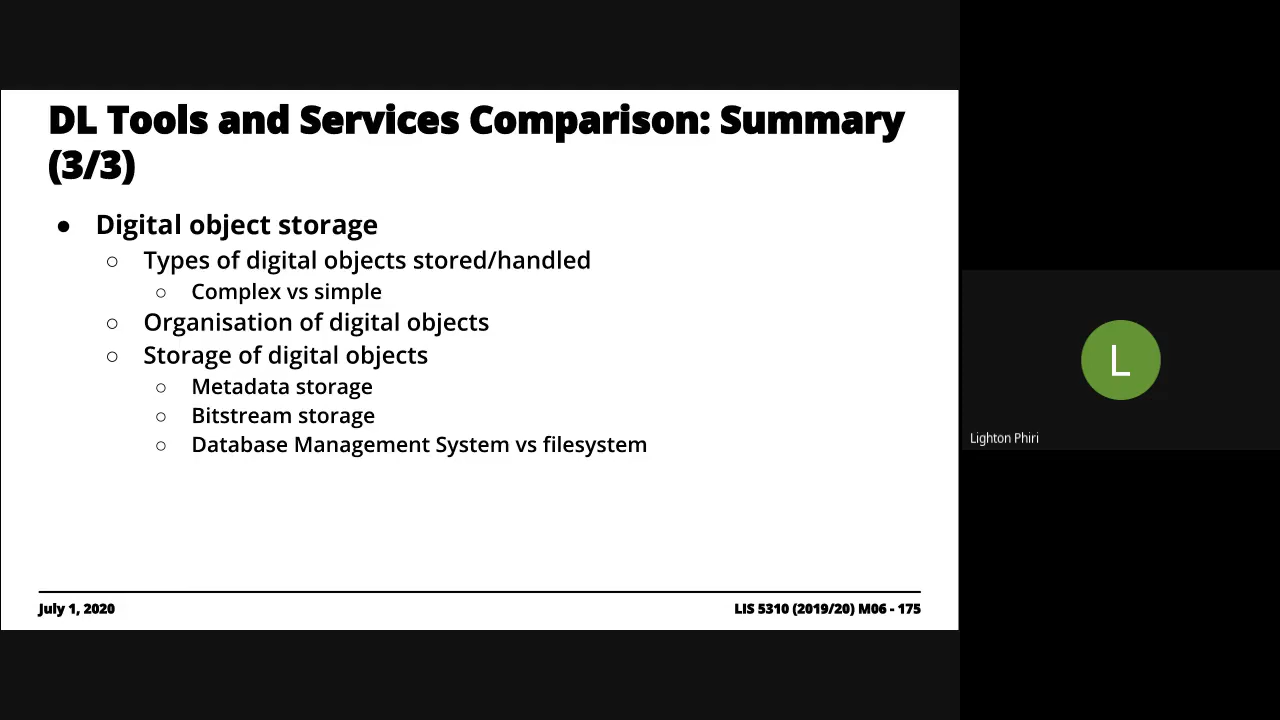 DL Tools and Services Comparison: Summary
(3/3)
● Digital object storage
○ Types of digital objects stored/handled
○ Complex vs simple
○ Organisation of digital objects
○ Storage of digital objects
○ Metadata storage
○ Bitstream storage
○ Database Management System vs filesystem
July 1, 2020
LIS 5310 (2019/20) M06 - 175
L
Lighton Phiri